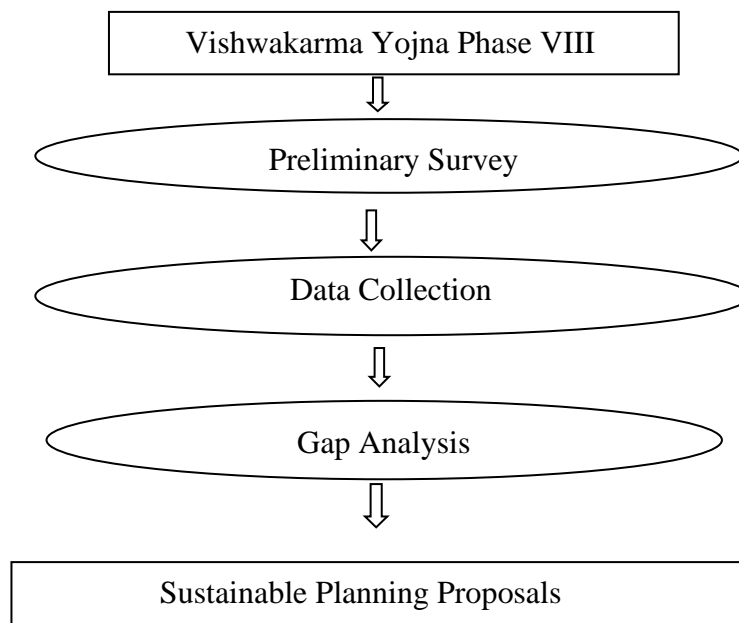 Vishwakarma Yojna Phase VIII
Preliminary Survey
Data Collection
Gap Analysis
Sustainable Planning Proposals